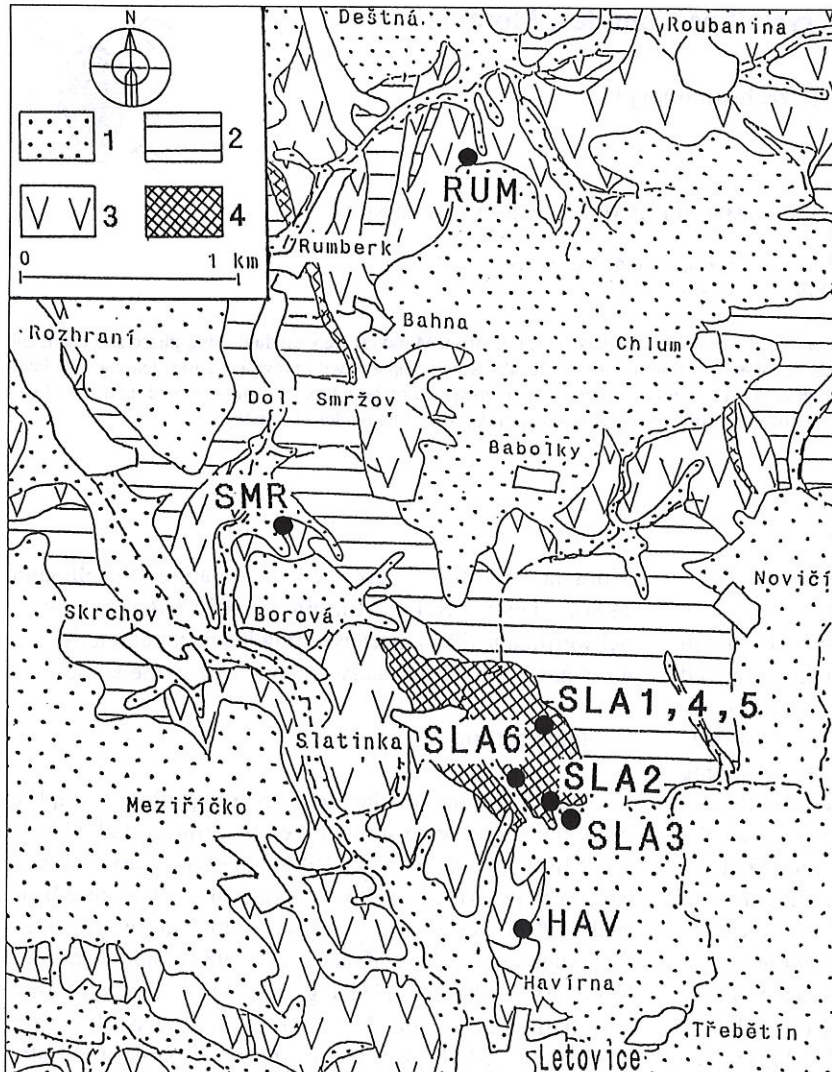 Deštná
Roubanina
N
1 2
3 4
0 1 km
RUM
Rumberk
Bahna
Rozhraní
Chlum
Dol. Smržov
Babolky
SMR
Novičí
Skrchov
Borová
SLA1,4,5
Slatinka
SLA6
SLA2
Meziříčko
SLA3
HAV
Havírna
Třebětín
Letovice